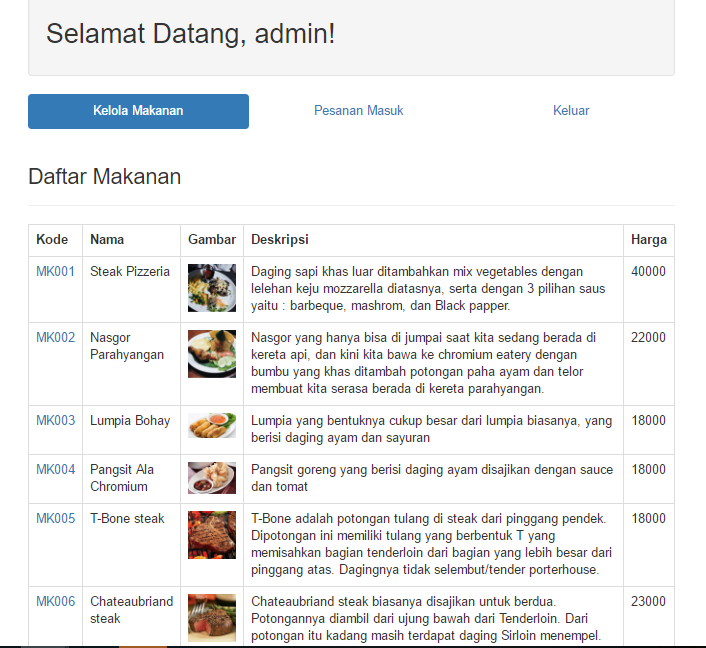 Selamat Datang, admin!
Kelola Makanan
Pesanan Masuk
Keluar
Daftar Makanan
Kode Nama Gambar Deskripsi Harga
MK001 Steak Pizzeria Daging sapi khas luar ditambahkan mix vegetables dengan 40000
lelehan keju mozzarella diatasnya, serta dengan 3 pilihan saus
yaitu : barbeque, mashrom, dan Black papper.
MK002 Nasgor Nasgor yang hanya bisa di jumpai saat kita sedang berada di 22000
Parahyangan kereta api, dan kini kita bawa ke chromium eatery dengan
bumbu yang khas ditambah potongan paha ayam dan telor
membuat kita serasa berada di kereta parahyangan.
MK003 Lumpia Bohay Lumpia yang bentuknya cukup besar dari lumpia biasanya, yang 18000
berisi daging ayam dan sayuran
MK004 Pangsit Ala Pangsit goreng yang berisi daging ayam disajikan dengan sauce 18000
Chromium dan tomat
MK005 T-Bone steak T-Bone adalah potongan tulang di steak dari pinggang pendek. 18000
Dipotongan ini memiliki tulang yang berbentuk T yang
memisahkan bagian tenderloin dari bagian yang lebih besar dari
pinggang atas. Dagingnya tidak selembut/tender porterhouse.
MK006 Chateaubriand Chateaubriand steak biasanya disajikan untuk berdua. 23000
steak Potongannya diambil dari ujung bawah dari Tenderloin. Dari
potongan itu kadang masih terdapat daging Sirloin menempel.